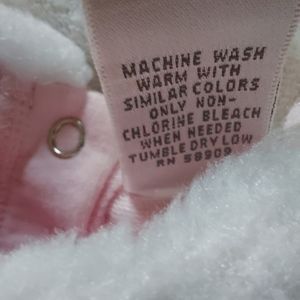 MACHINE WASH
WARM WITH
SIMILAR COLORS
ONLY NON-
CHLORINE BLEACH
WHEN NEEDED
TUMBLE DRY LOW
RN 58909